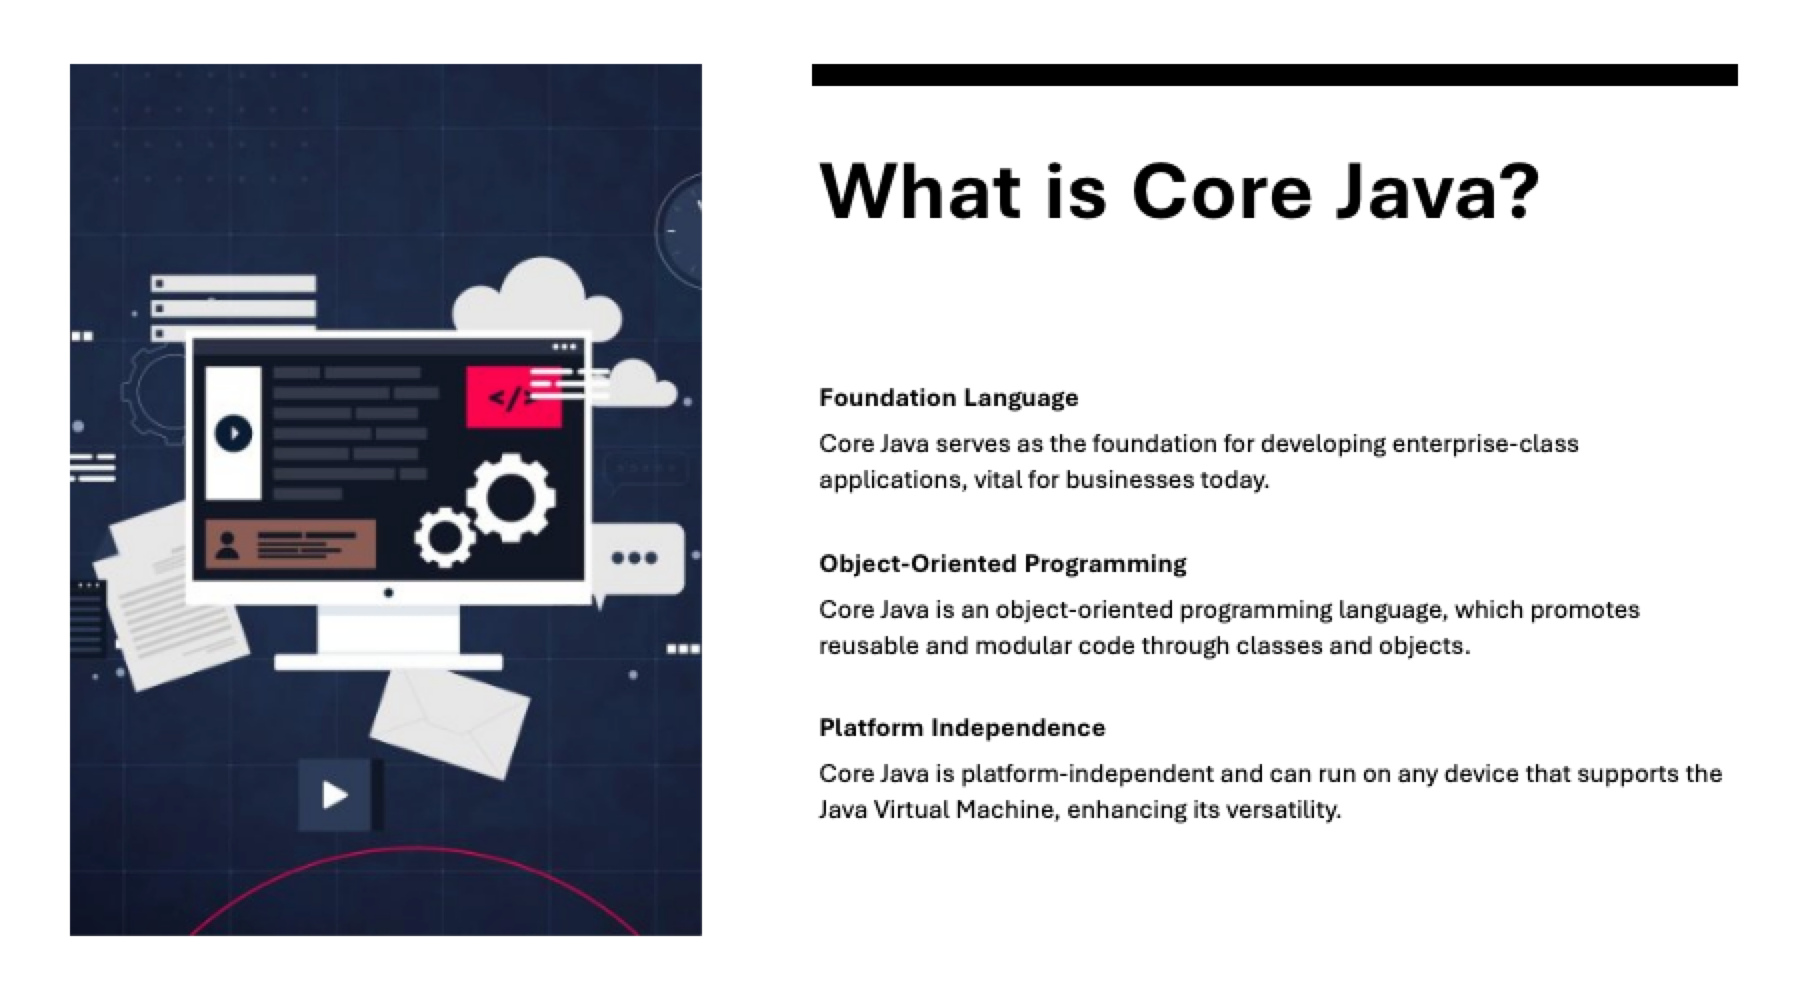 What is Core Java?
Foundation Language
Core Java serves as the foundation for developing enterprise-class
applications, vital for businesses today.
Object-Oriented Programming
Core Java is an object-oriented programming language, which promotes
reusable and modular code through classes and objects.
Platform Independence
Core Java is platform-independent and can run on any device that supports the
Java Virtual Machine, enhancing its versatility.